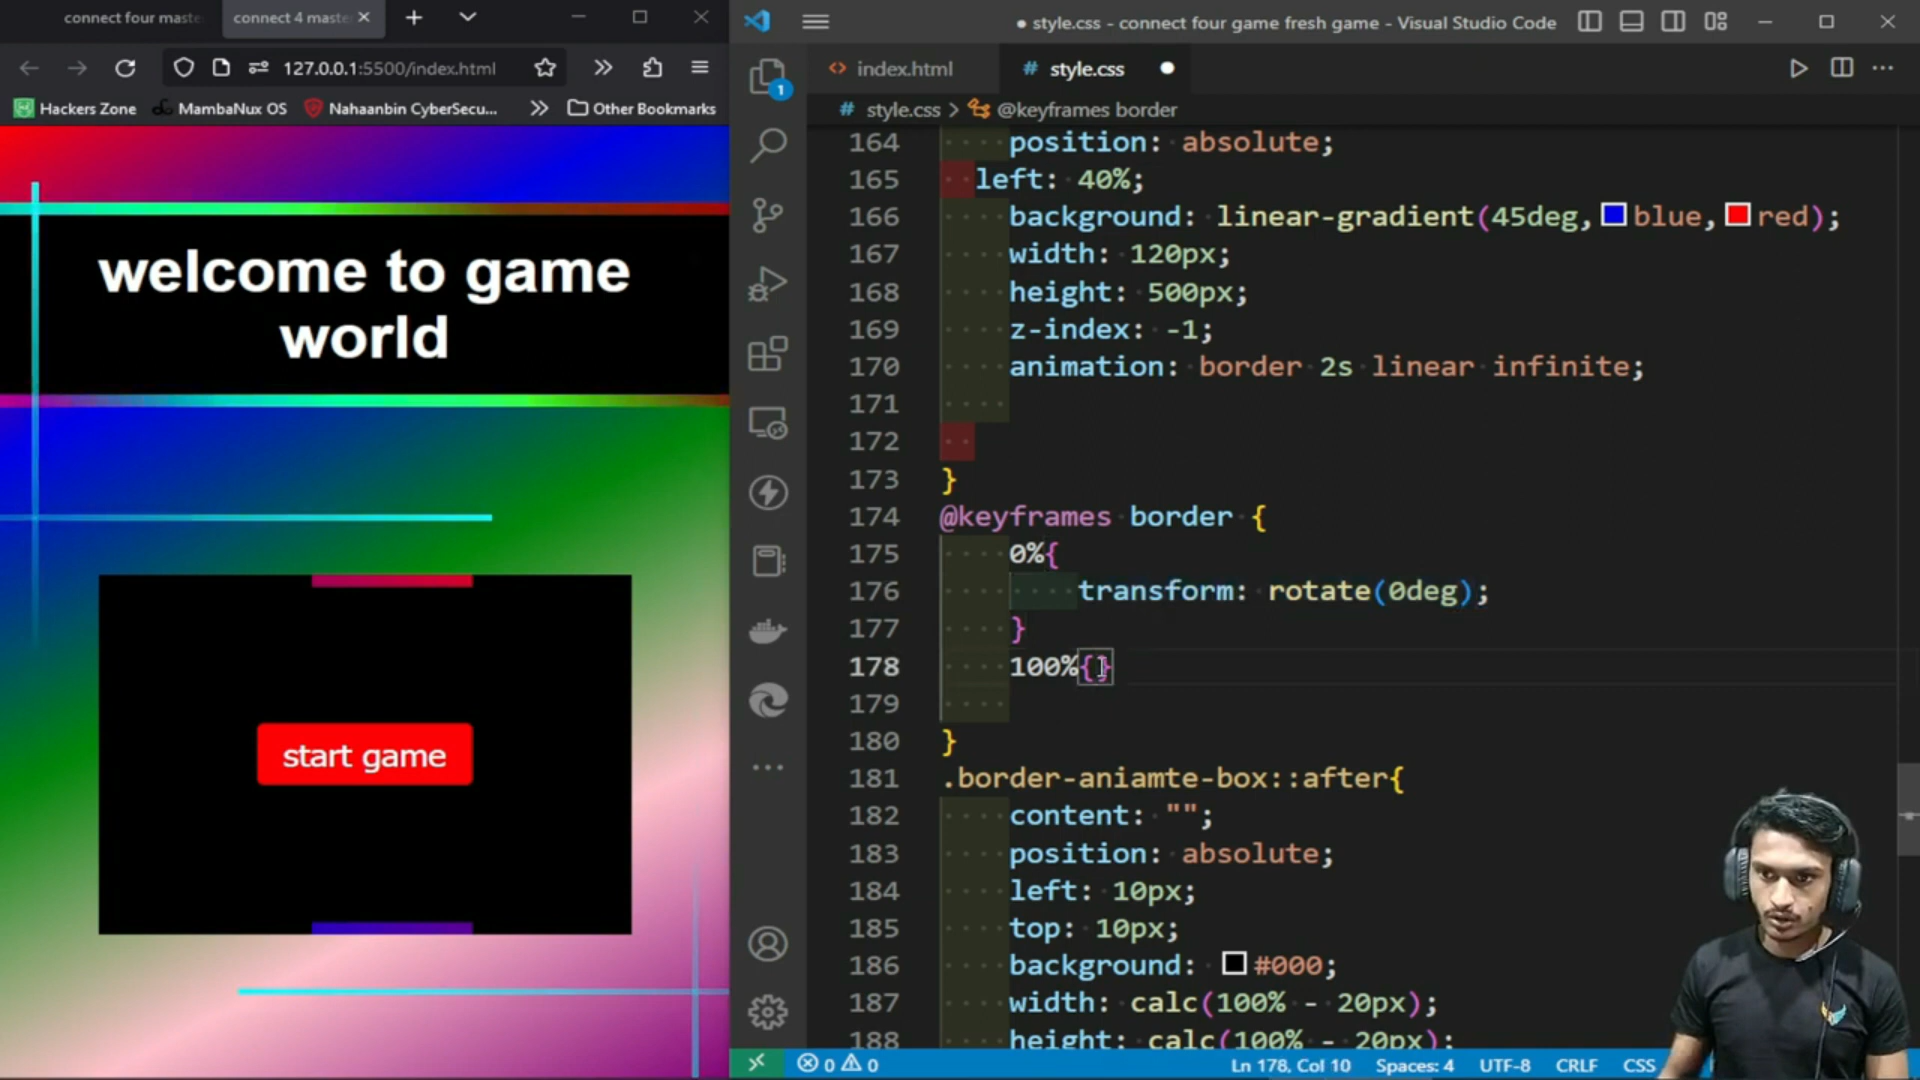 connect four maste
connect 4 maste
127.0.0.1:5500/index.html
Hackers Zone
MambaNux OS
Nahaanbin CyberSecu...
Other Bookmarks
welcome to game
world
start game
style.css - connect four game fresh game - Visual Studio Code
index.html
# style.css
# style.css > @keyframes border
1
164 position: absolute;
165 left: 40%;
166 background: linear-gradient(45deg, blue, red);
167 width: 120px;
168 height: 500px;
169 z-index: -1;
170 animation: border 2s linear infinite;
171
172
173 }
174 @keyframes border {
175 0%{
176 transform: rotate(0deg);
177 }
178 100%{}
179
180 }
181 .border-aniamte-box::after{
182 content: "";
183 position: absolute;
184 left: 10px;
185 top: 10px;
186 background: #000;
187 width: calc(100% - 20px);
188 height: calc(100% - 20px);
0 0
Ln 178, Col 10
Spaces: 4
UTF-8
CRLF
CSS